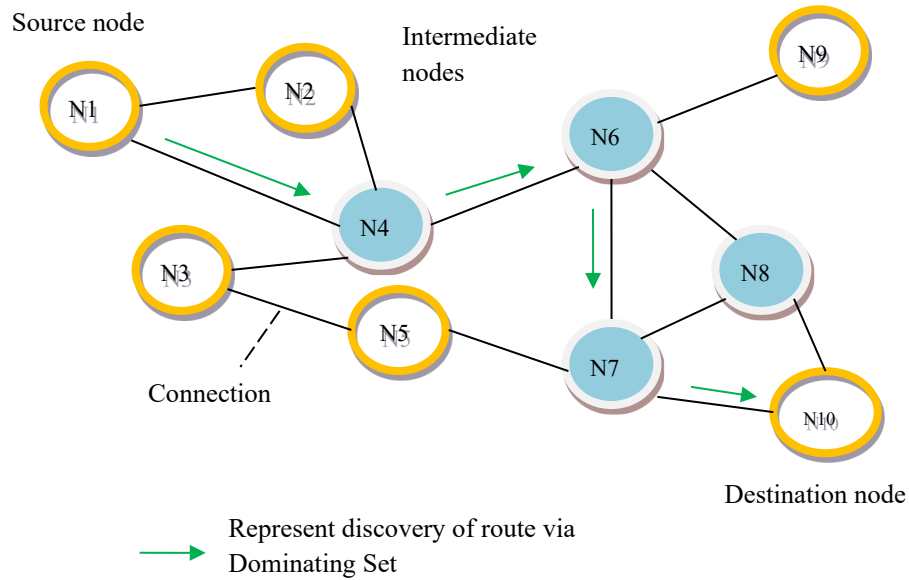 Source node
Intermediate
nodes
N9
N1
N2
N6
N4
N3
N8
N5
N7
Connection
N10
Destination node
Represent discovery of route via
Dominating Set